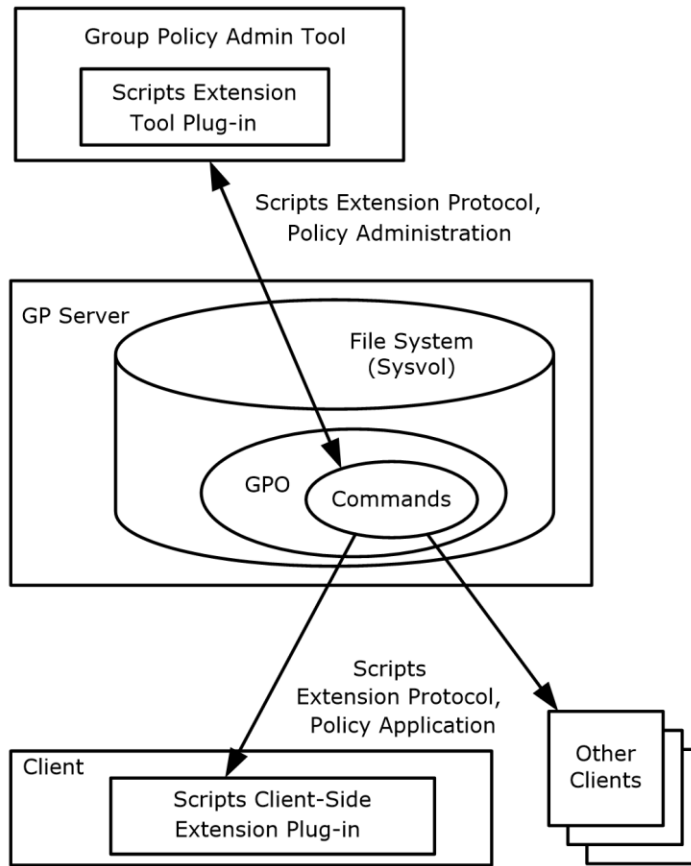 Group Policy Admin Tool
Scripts Extension
Tool Plug-in
Scripts Extension Protocol,
Policy Administration
GP Server
File System
(Sysvol)
GPO
Commands
Scripts
Extension Protocol,
Policy Application
Client
Scripts Client-Side
Extension Plug-in
Other
Clients